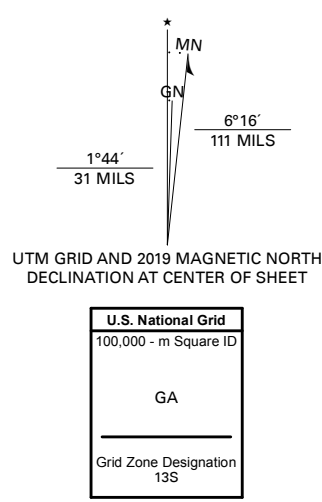 ★
MN
GN
6°16´
111 MILS
1°44´
31 MILS
UTM GRID AND 2019 MAGNETIC NORTH
DECLINATION AT CENTER OF SHEET
U.S. National Grid
100,000 - m Square ID
GA
Grid Zone Designation
13S